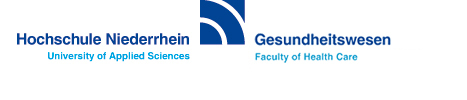 Hochschule Niederrhein
University of Applied Sciences
Gesundheitswesen
Faculty of Health Care